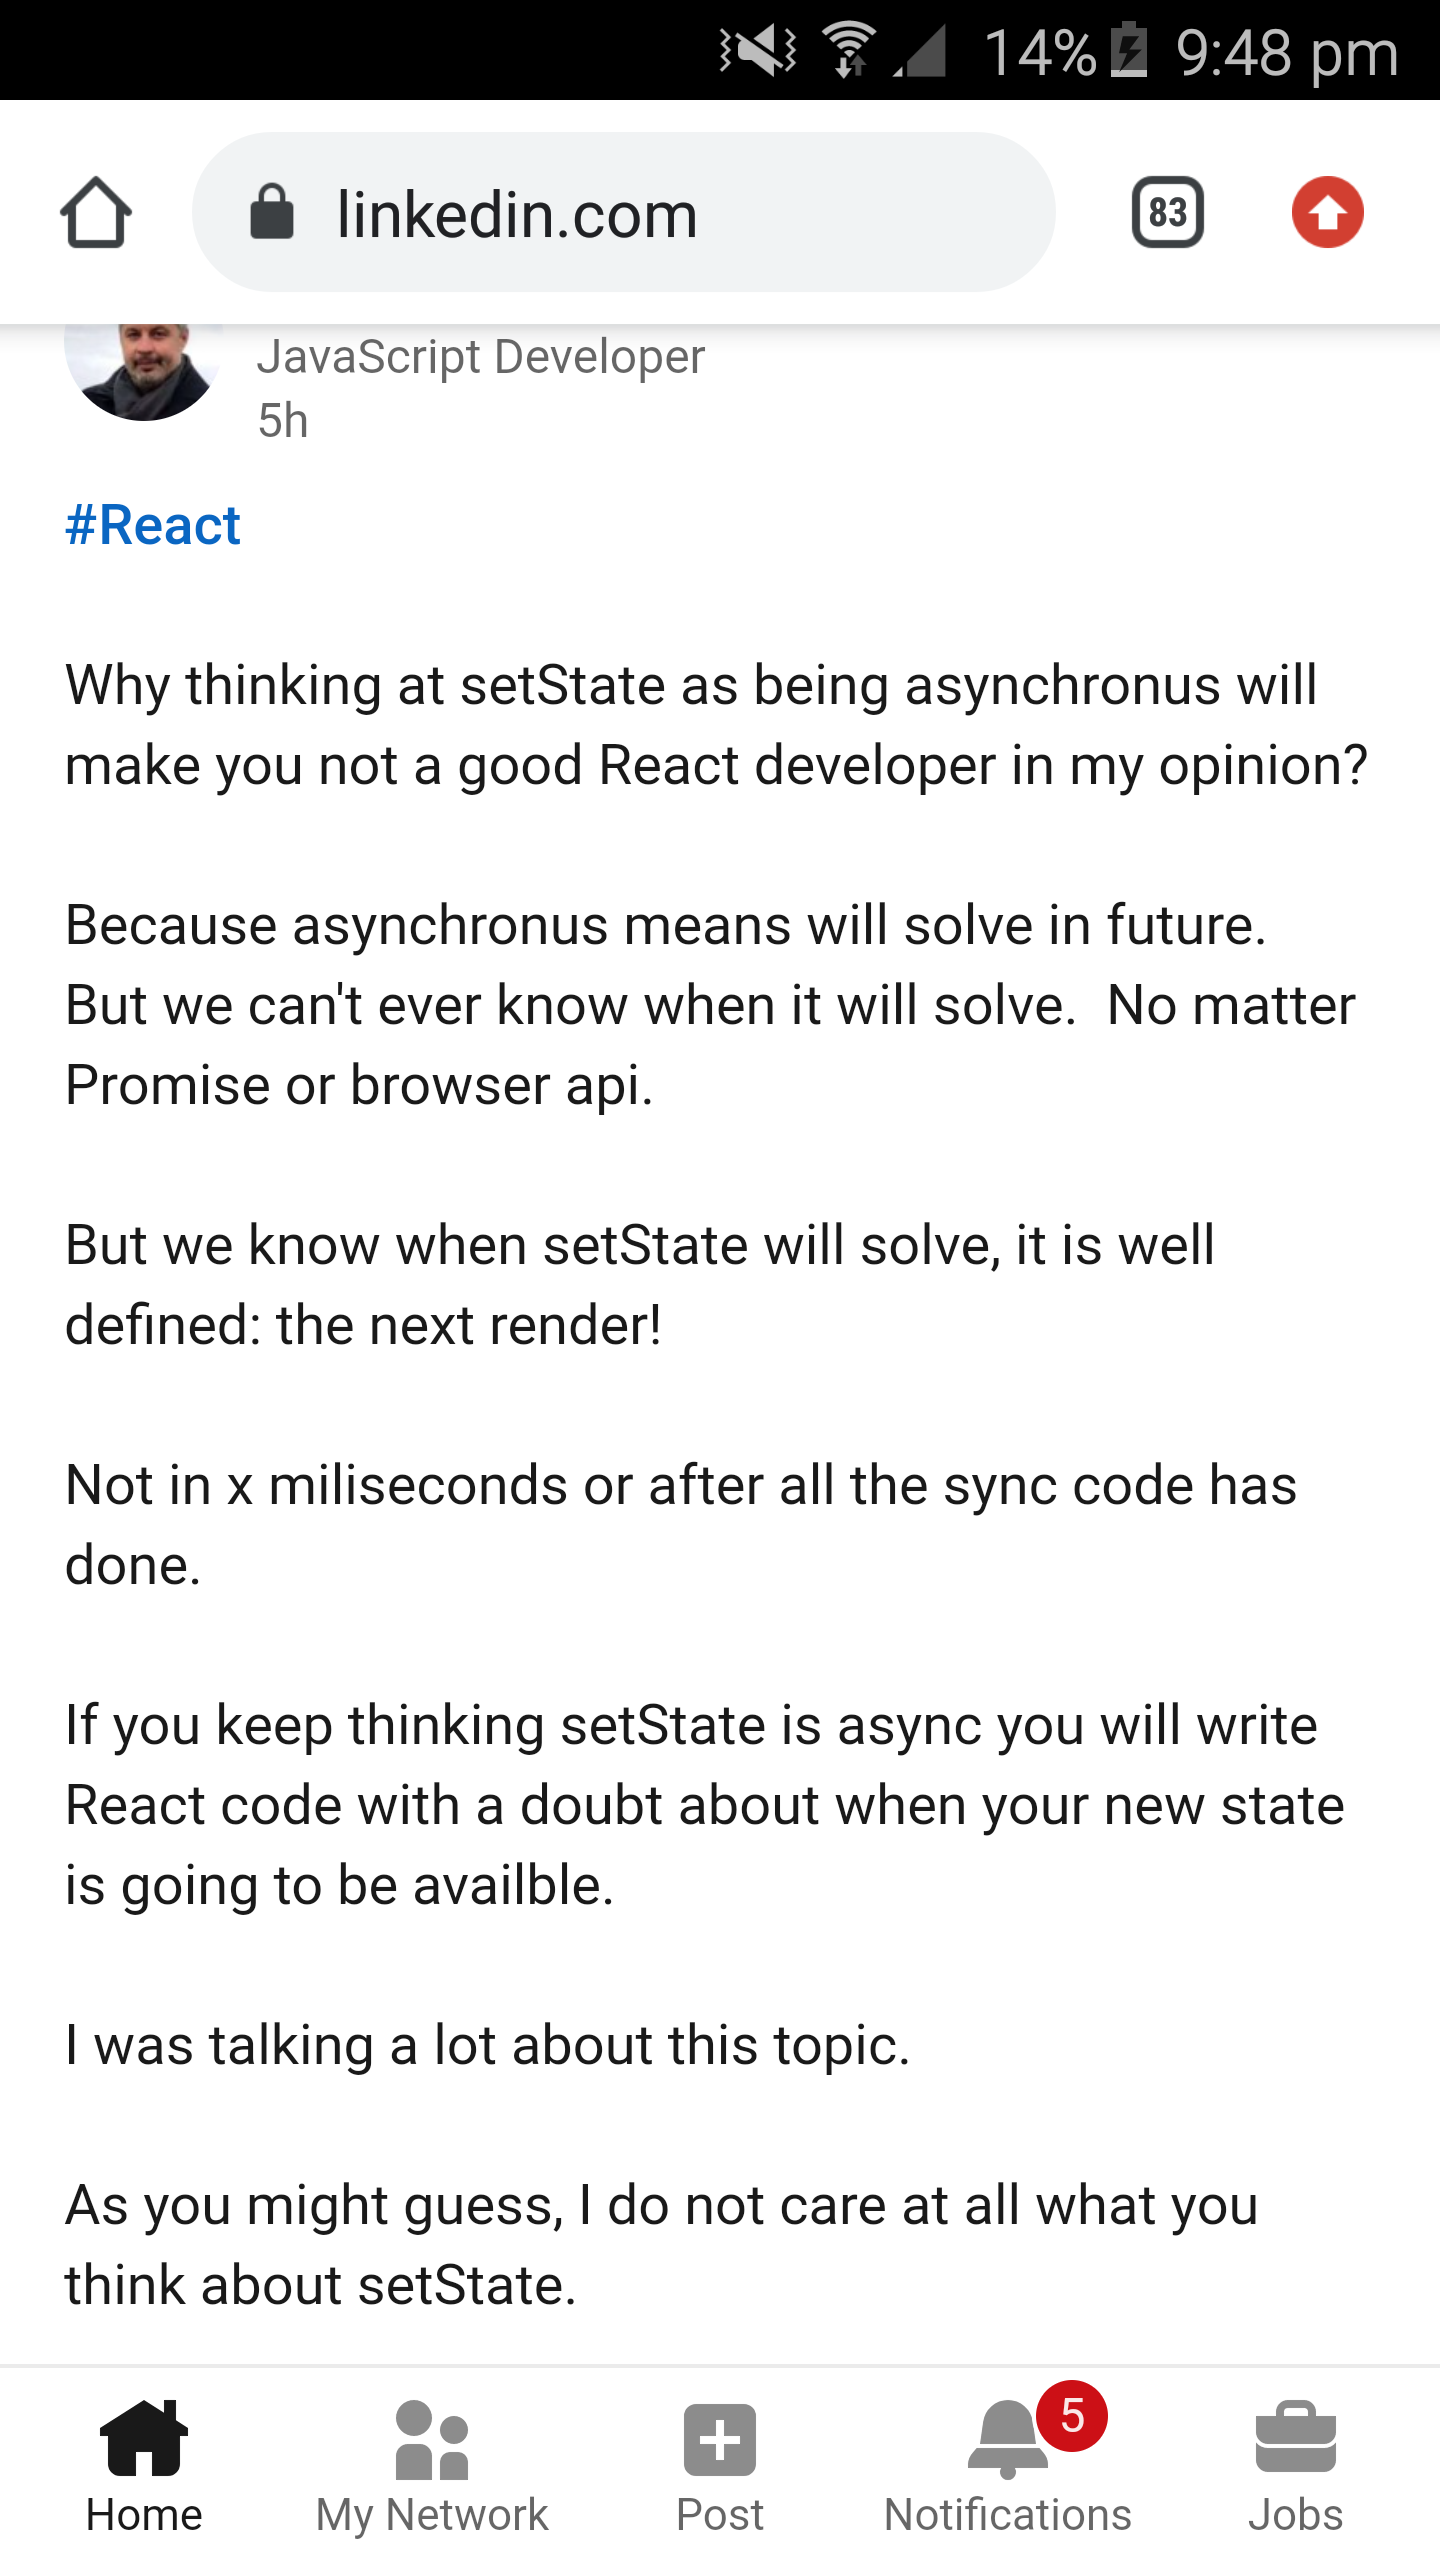 14% 9:48 pm
linkedin.com 83
JavaScript Developer
5h
#React
Why thinking at setState as being asynchronus will
make you not a good React developer in my opinion?
Because asynchronus means will solve in future.
But we can't ever know when it will solve.  No matter
Promise or browser api.
But we know when setState will solve, it is well
defined: the next render!
Not in x miliseconds or after all the sync code has
done.
If you keep thinking setState is async you will write
React code with a doubt about when your new state
is going to be availble.
I was talking a lot about this topic.
As you might guess, I do not care at all what you
think about setState.
5
Home My Network Post Notifications Jobs